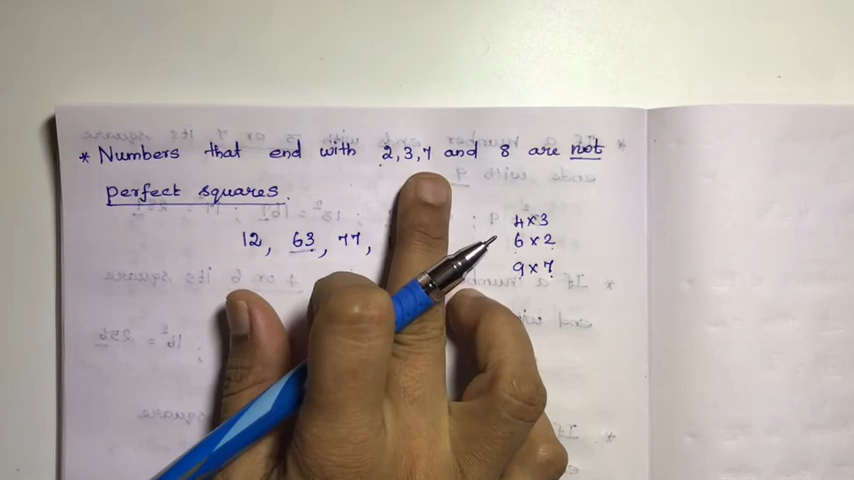 * Numbers that end with 2,3,7 and 8 are not
perfect squares.
12, 63, 77,
4×3
6×2
9×7